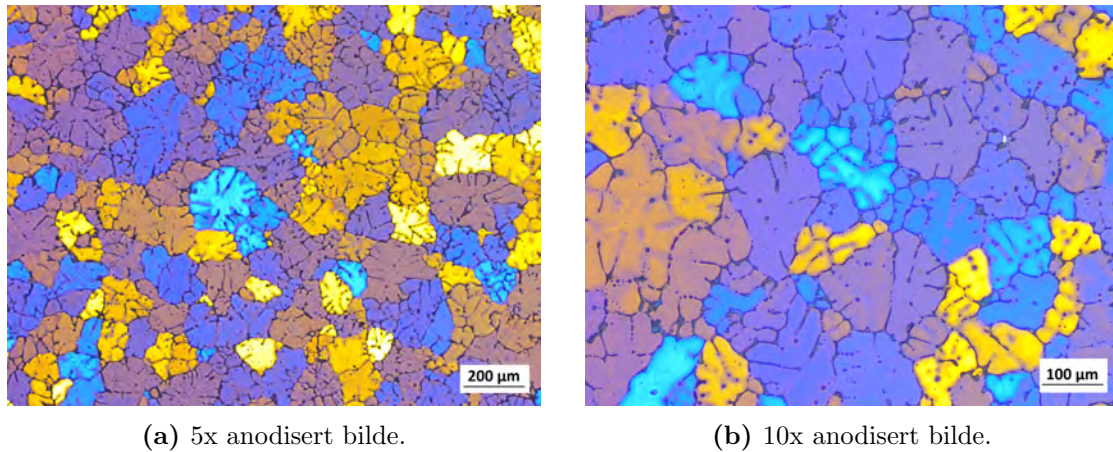 200 µm
100 µm
(a) 5x anodisert bilde.
(b) 10x anodisert bilde.